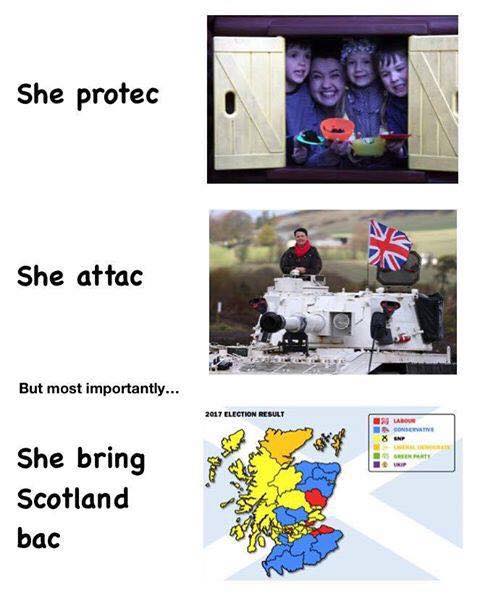 She protec
She attac
But most importantly...
She bring
Scotland
bac
2017 ELECTION RESULT
LABOUR
CONSERVATIVE
SNP
LIBERAL DEMOCRATS
GREEN PARTY
UKIP